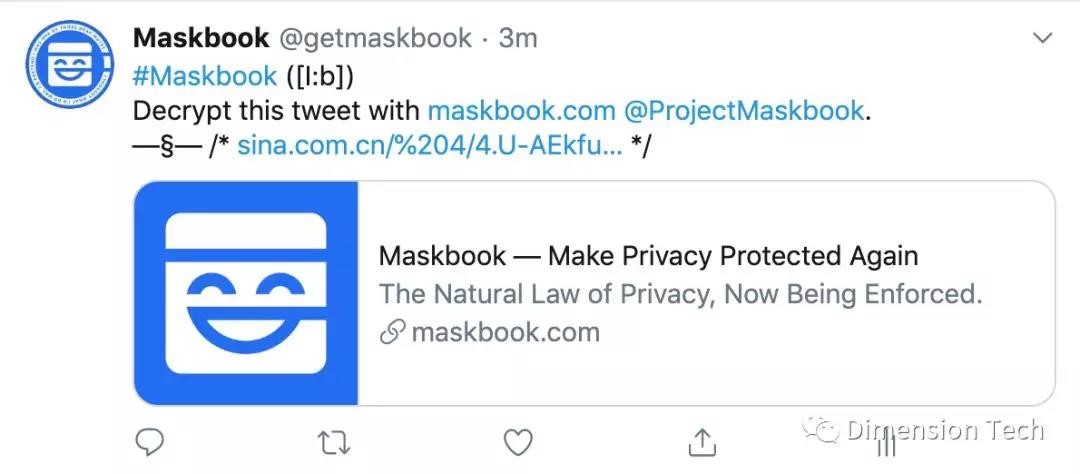 Maskbook @getmaskbook · 3m
#Maskbook ([I:b])
Decrypt this tweet with maskbook.com @ProjectMaskbook.
—§— /* sina.com.cn/%204/4.U-AEkfu... */
Maskbook — Make Privacy Protected Again
The Natural Law of Privacy, Now Being Enforced.
maskbook.com
Dimension Tech